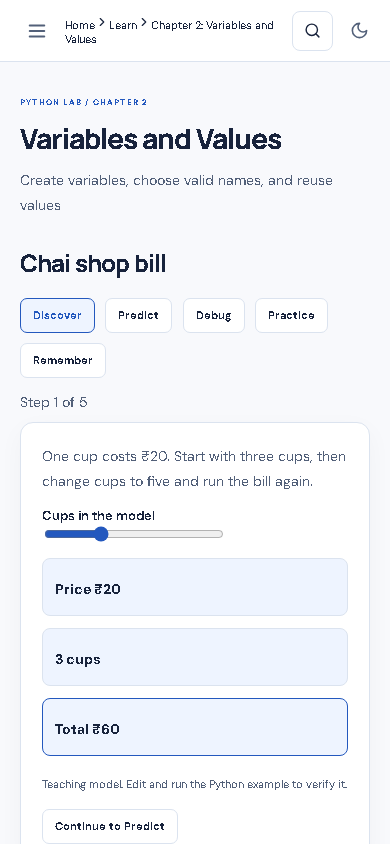 Home > Learn > Chapter 2: Variables and
Values
PYTHON LAB / CHAPTER 2
Variables and Values
Create variables, choose valid names, and reuse
values
Chai shop bill
Discover
Predict
Debug
Practice
Remember
Step 1 of 5
One cup costs ₹20. Start with three cups, then
change cups to five and run the bill again.
Cups in the model
Price ₹20
3 cups
Total ₹60
Teaching model. Edit and run the Python example to verify it.
Continue to Predict